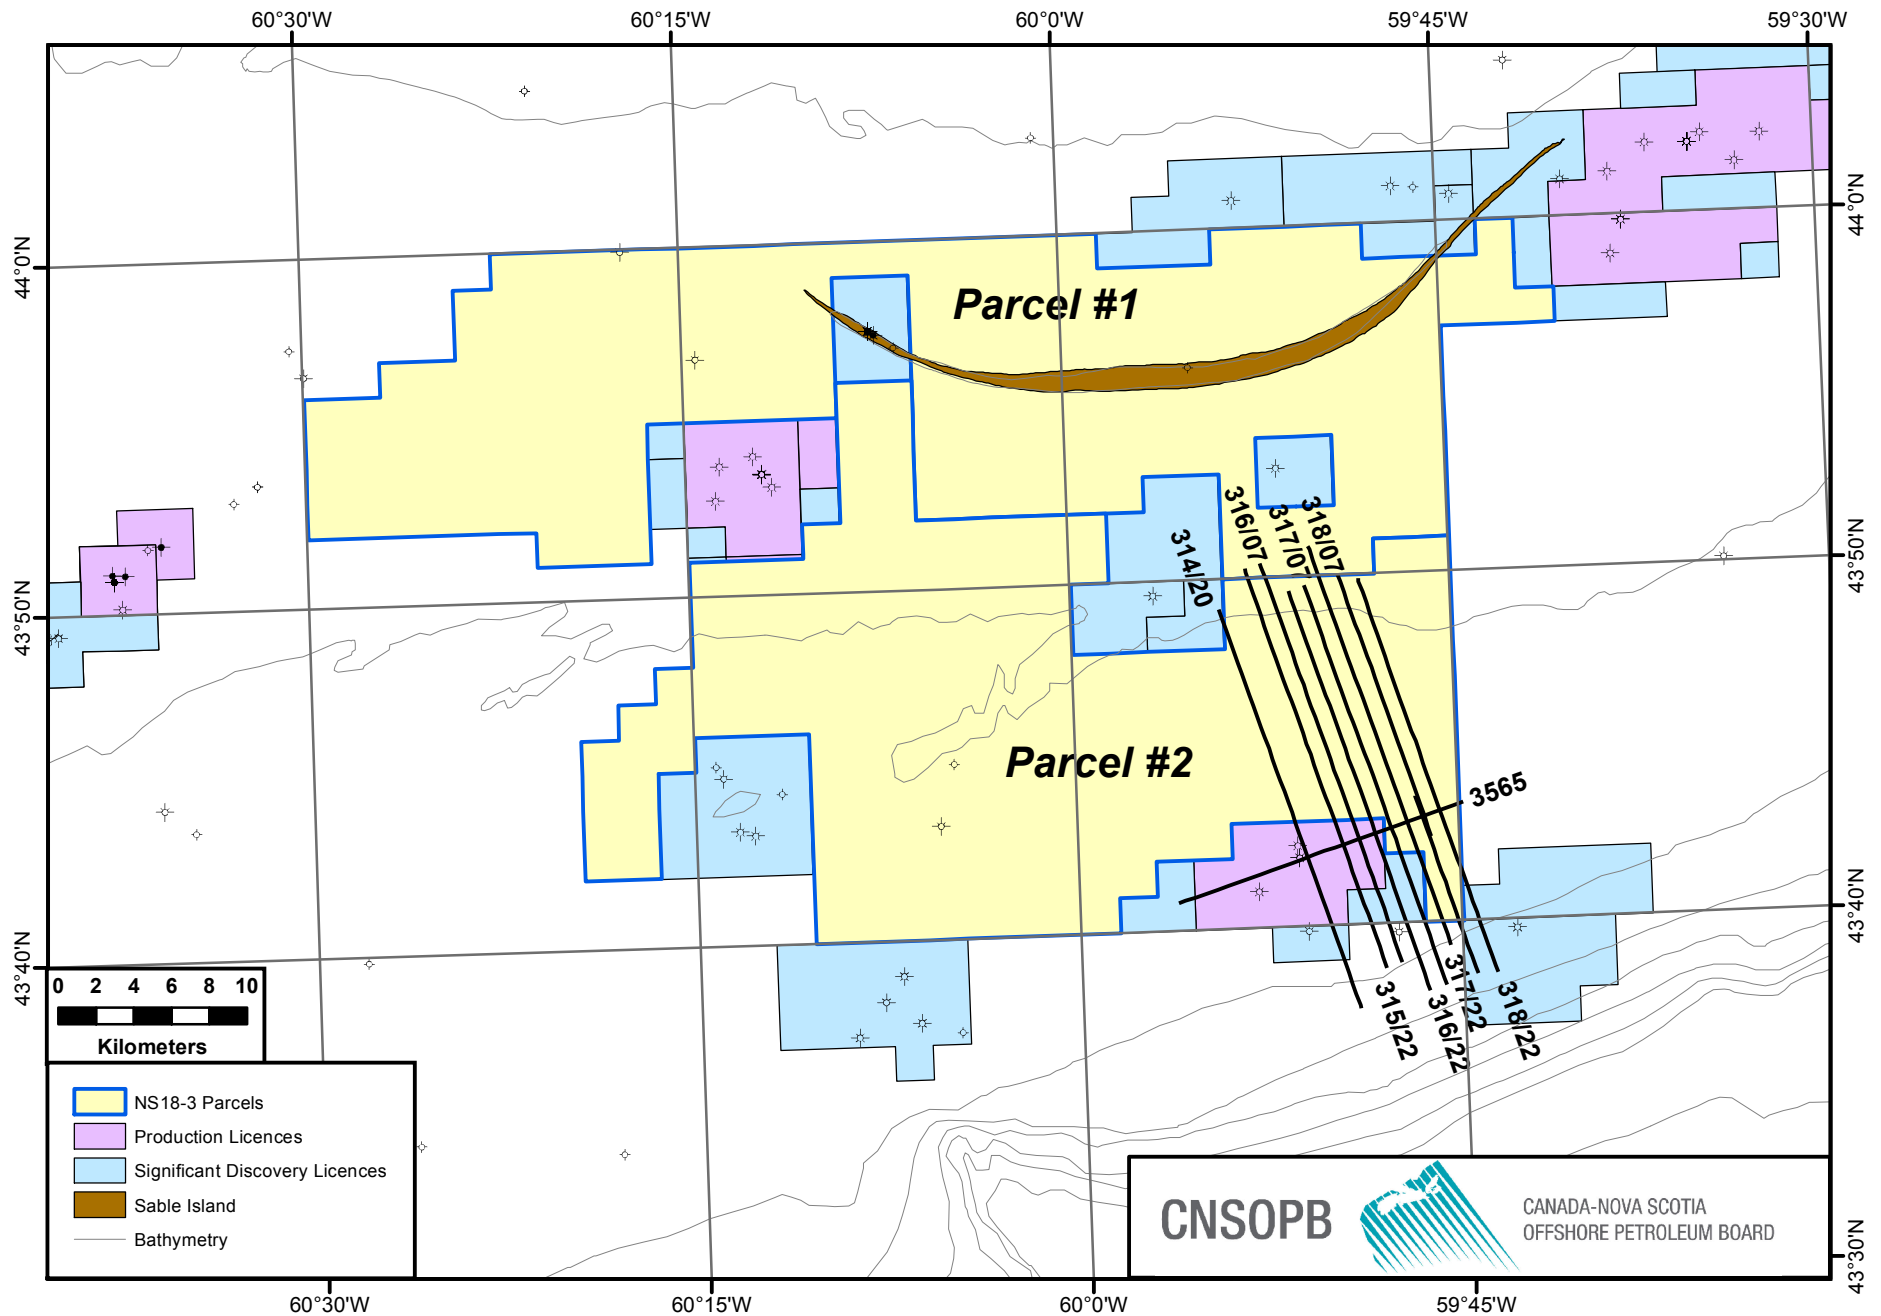 60°30'W
60°15'W
60°0'W
59°45'W
59°30'W
44°0'N
44°0'N
Parcel #1
314/20
316/07
317/07
318/07
43°50'N
43°50'N
Parcel #2
3565
43°40'N
43°40'N
315/22
316/22
317/22
318/22
0 2 4 6 8 10
Kilometers
NS18-3 Parcels
Production Licences
Significant Discovery Licences
Sable Island
Bathymetry
CNSOPB
CANADA-NOVA SCOTIA
OFFSHORE PETROLEUM BOARD
43°30'N
60°30'W
60°15'W
60°0'W
59°45'W